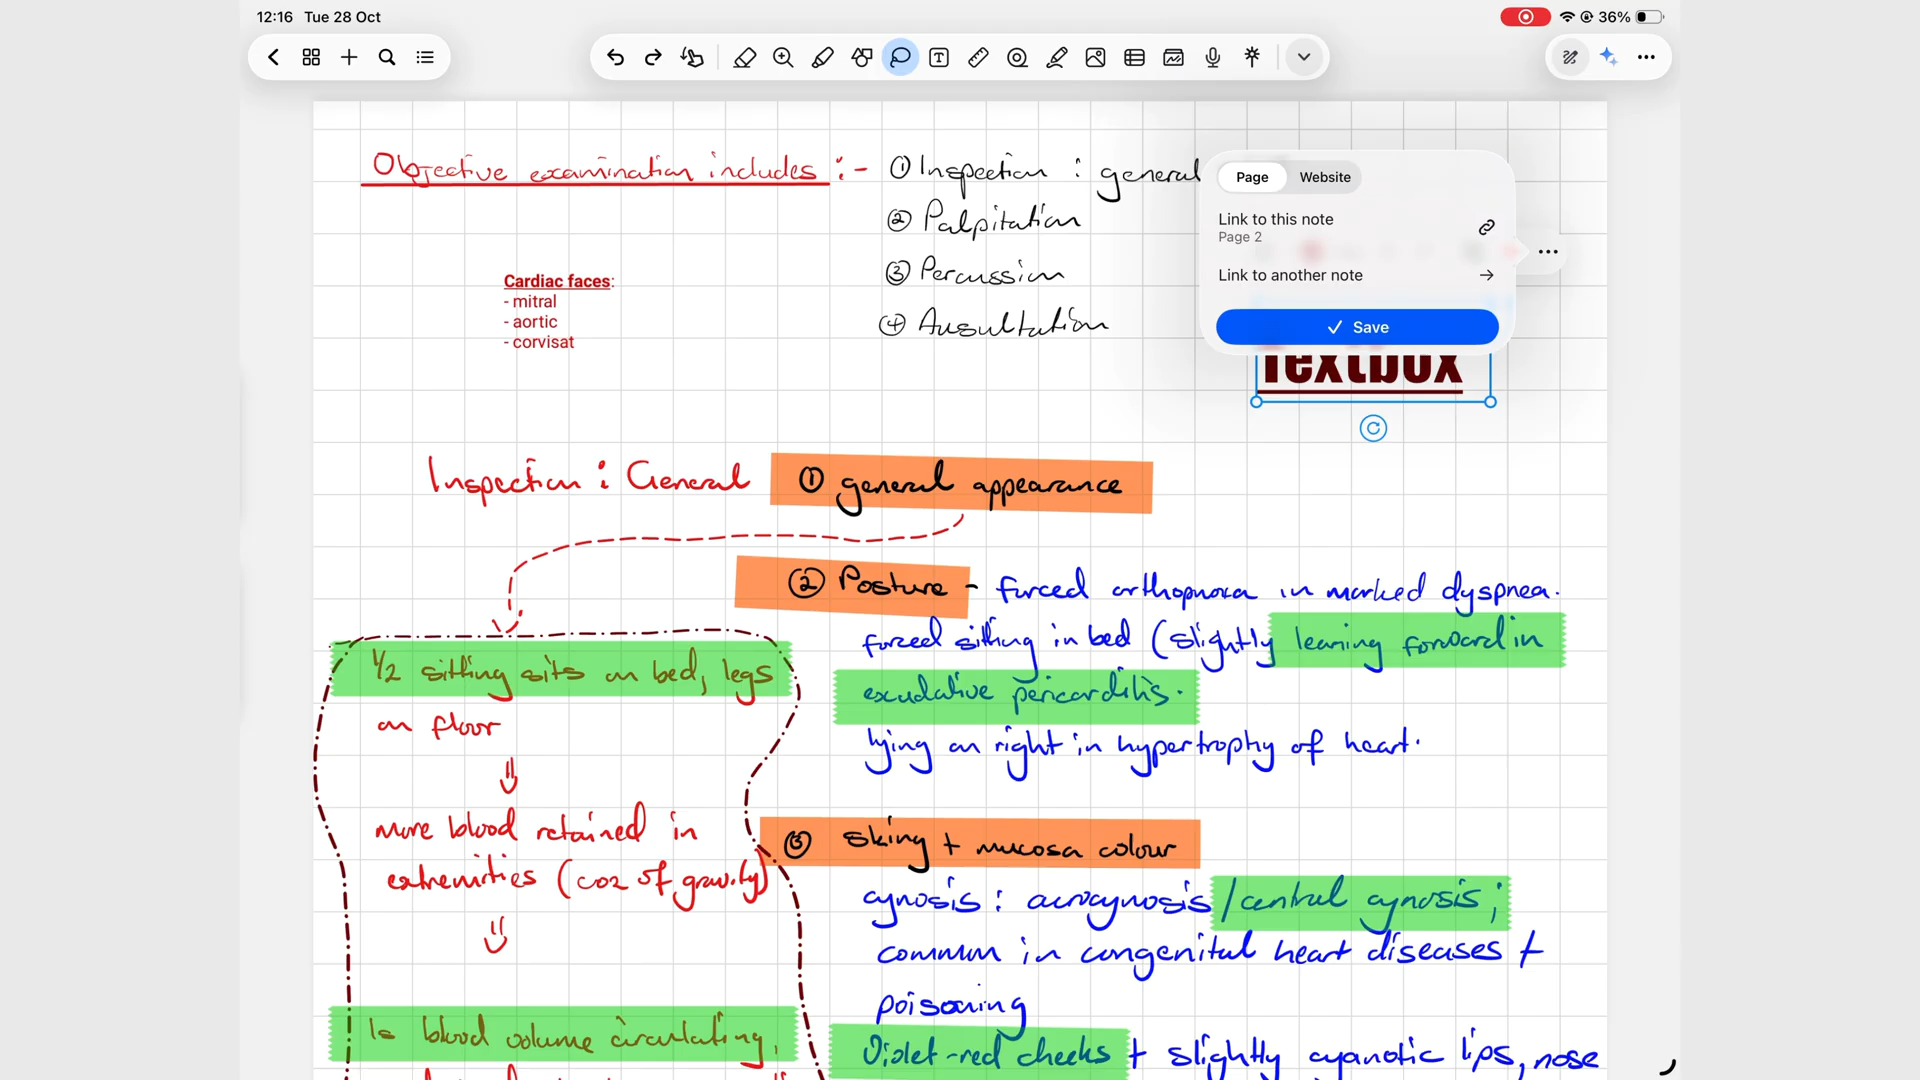 12:16 Tue 28 Oct
36%
Objective examination includes :-
① Inspection : general
② Palpitation
③ Percussion
④ Ausultation
Page Website
Link to this note
Page 2
Link to another note
Save
Textbox
Cardiac faces:
- mitral
- aortic
- corvisat
Inspection : General ① general appearance
② Posture - forced orthopnoea in marked dyspnea.
forced sitting in bed (slightly leaning forward in
exudative pericarditis.
lying on right in hypertrophy of heart.
1/2 sitting sits on bed, legs
on floor
⇓
more blood retained in
extremities (coz of gravity)
⇓
Is blood volume circulating,
③ Sking + mucosa colour
cynosis : acrocynosis / central cynosis ;
common in congenital heart diseases +
poisoning
Violet-red cheeks + slightly cyanotic lips, nose